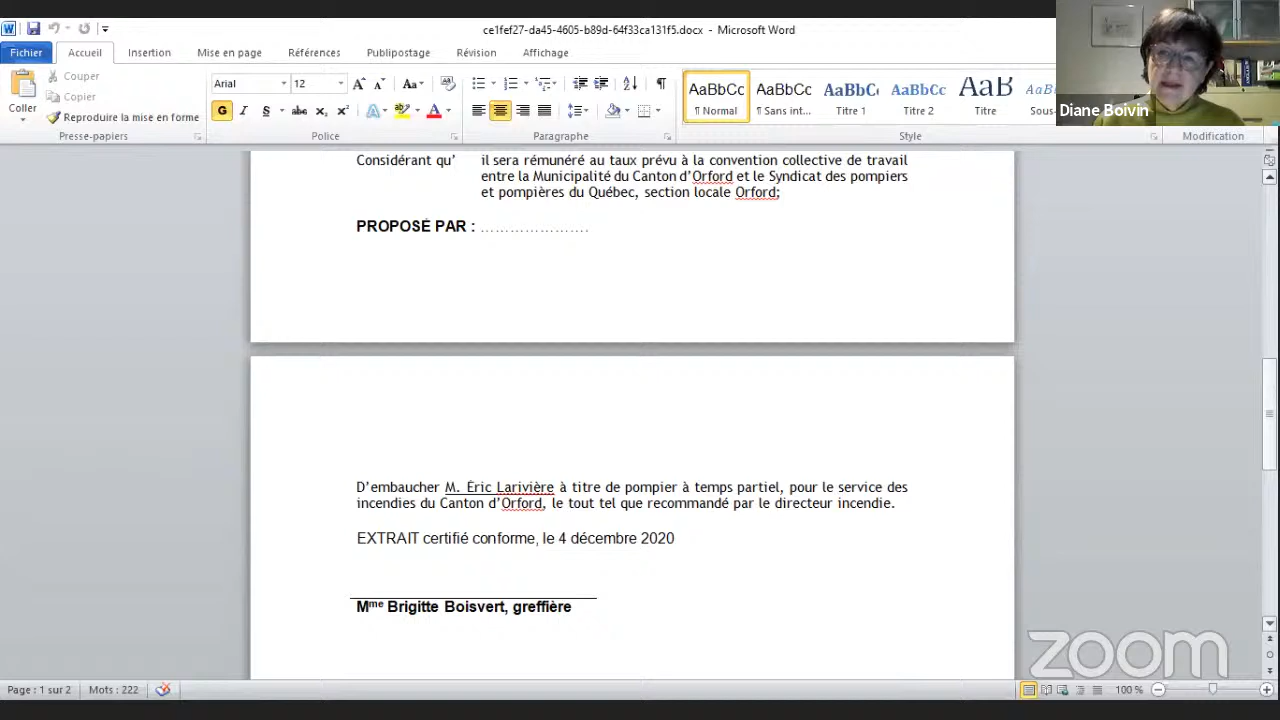 ce1fef27-da45-4605-b89d-64f33ca131f5.docx - Microsoft Word
Fichier Accueil Insertion Mise en page Références Publipostage Révision Affichage
Couper
Copier
Coller
Reproduire la mise en forme
Arial 12
G I S abc x₂ x² A ab A
AaBbCc AaBbCc AaBbC AaBbCc AaB
¶ Normal ¶ Sans int... Titre 1 Titre 2 Titre Sous-
Presse-papiers Police Paragraphe Style Modification
Diane Boivin
Considérant qu’ il sera rémunéré au taux prévu à la convention collective de travail
entre la Municipalité du Canton d’Orford et le Syndicat des pompiers
et pompières du Québec, section locale Orford;
PROPOSÉ PAR : ………………….
D’embaucher M. Éric Larivière à titre de pompier à temps partiel, pour le service des
incendies du Canton d’Orford, le tout tel que recommandé par le directeur incendie.
EXTRAIT certifié conforme, le 4 décembre 2020
Mme Brigitte Boisvert, greffière
zoom
Page : 1 sur 2 Mots : 222 100 %